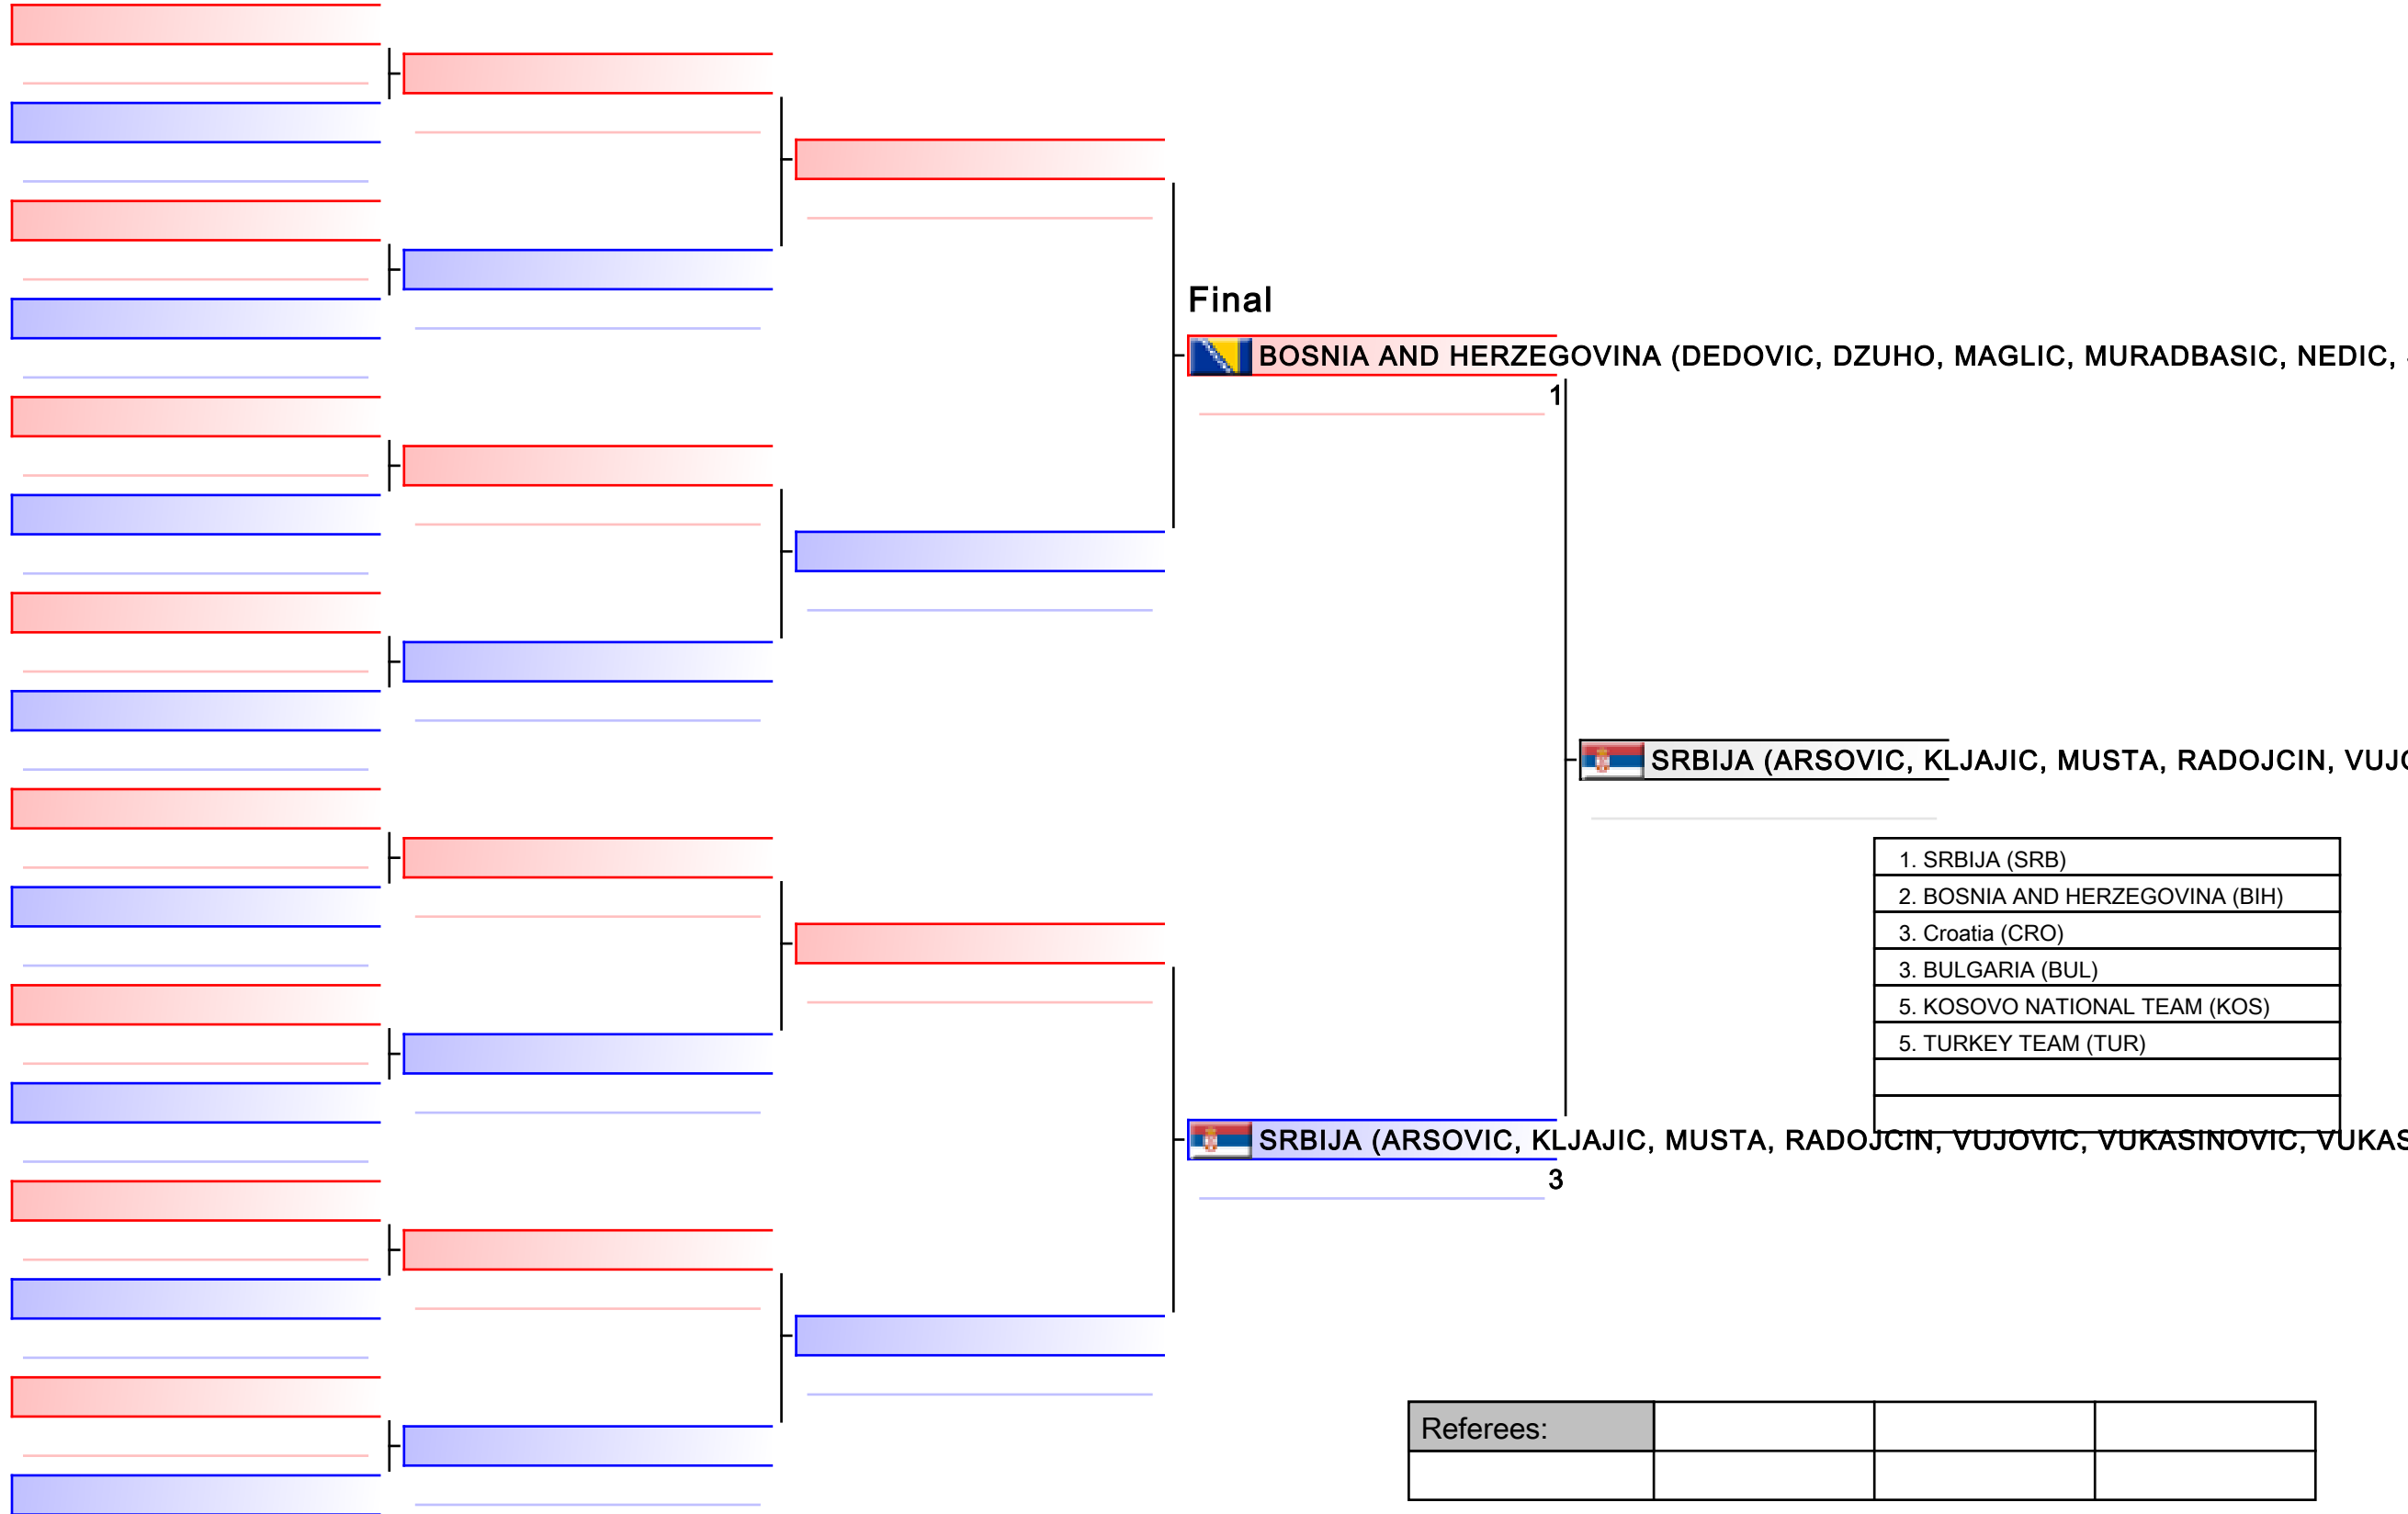 Final
BOSNIA AND HERZEGOVINA (DEDOVIC, DZUHO, MAGLIC, MURADBASIC, NEDIC,
1
SRBIJA (ARSOVIC, KLJAJIC, MUSTA, RADOJCIN,
1. SRBIJA (SRB)
2. BOSNIA AND HERZEGOVINA (BIH)
3. Croatia (CRO)
3. BULGARIA (BUL)
5. KOSOVO NATIONAL TEAM (KOS)
5. TURKEY TEAM (TUR)
SRBIJA (ARSOVIC, KLJAJIC, MUSTA, RADOJCIN, VUJOVIC, VUKASINOVIC,
3
Referees: